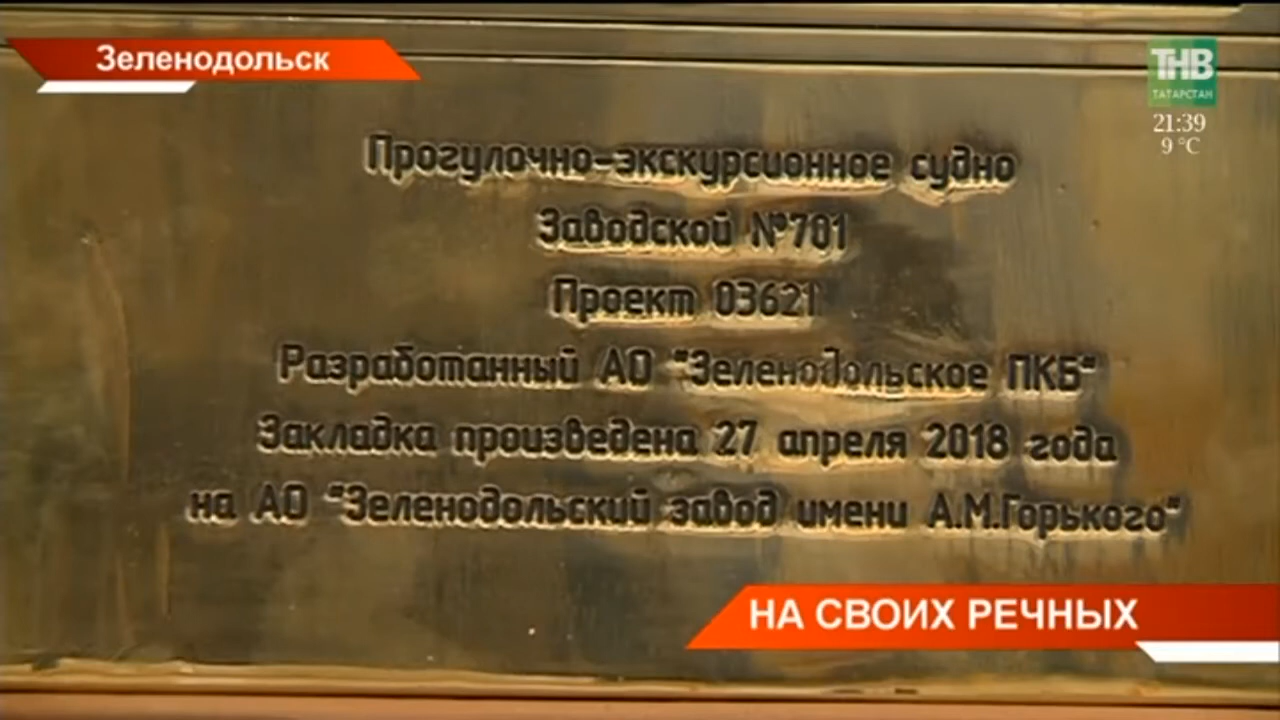 Зеленодольск
ТНВ
ТАТАРСТАН
21:39
9 °C
Прогулочно-экскурсионное судно
Заводской №701
Проект 03621
Разработанный АО "Зеленодольское ПКБ"
Закладка произведена 27 апреля 2018 года
на АО "Зеленодольский завод имени А.М.Горького"
НА СВОИХ РЕЧНЫХ